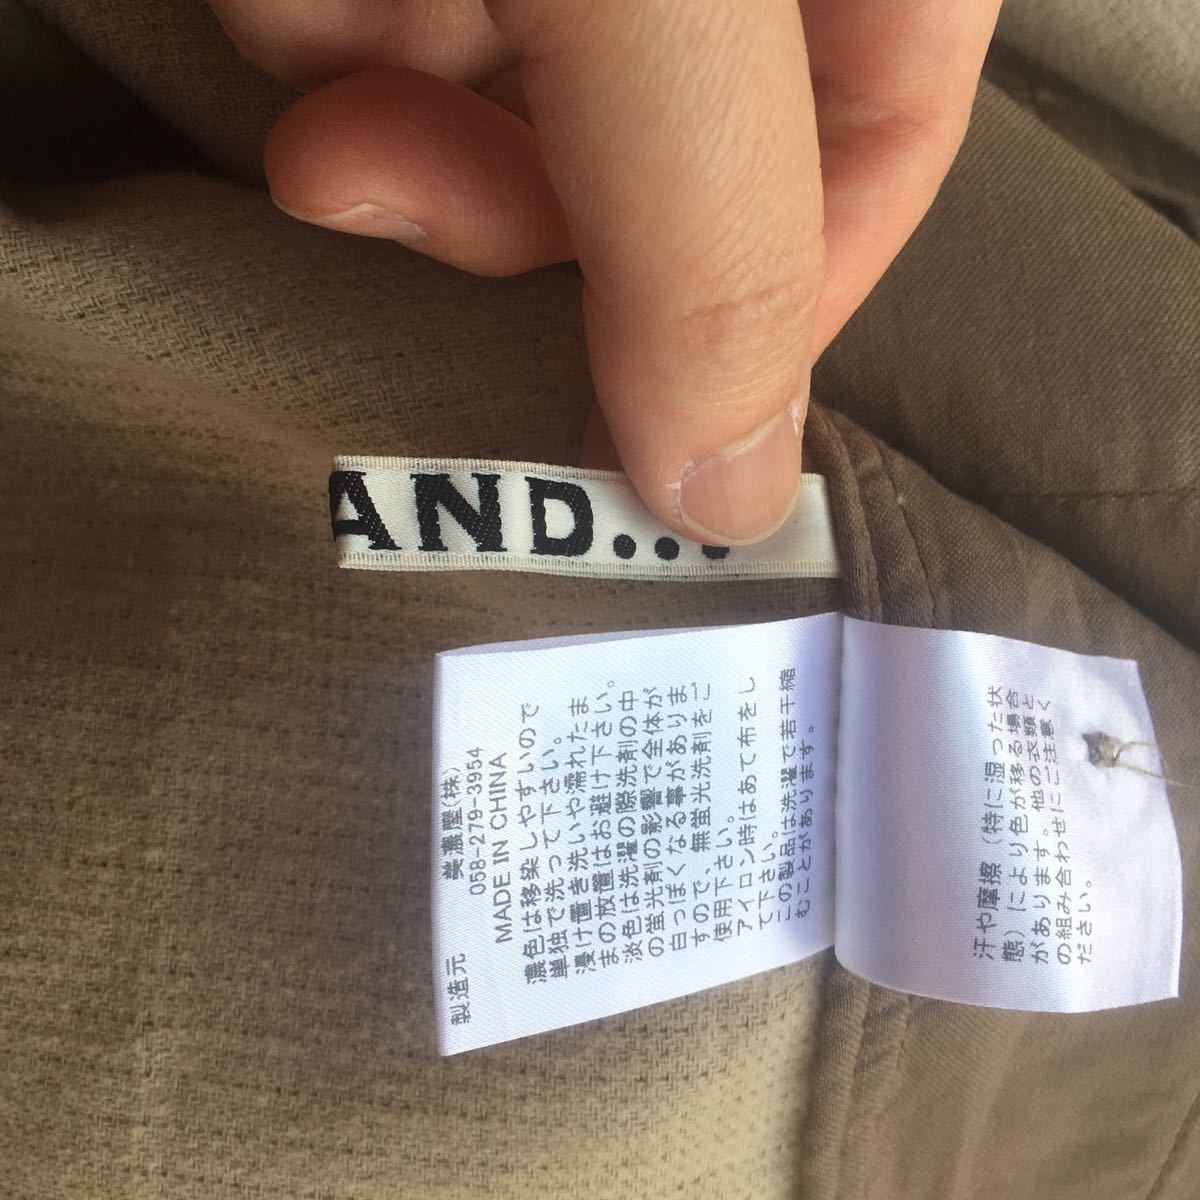 AND...
製造元 美濃屋(株)
058-279-3954
MADE IN CHINA
濃色は移染しやすいので
単独で洗って下さい。
浸け置き洗いや濡れたま
まの放置はお避け下さい。
淡色は洗濯の際洗剤の中
の蛍光剤の影響で全体が
白っぽくなる事がありま
すので、無蛍光洗剤をご
使用下さい。
アイロン時はあて布をし
て下さい。
この製品は洗濯で若干縮
むことがあります。
汗や摩擦(特に湿った状
態)により色が移る場合
があります。他の衣類と
の組み合わせにご注意く
ださい。